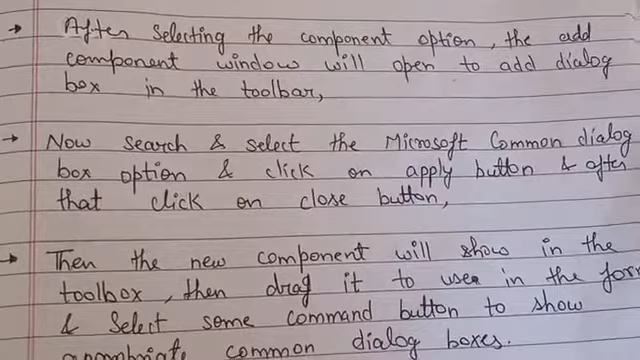 → After selecting the component option, the add
component window will open to add dialog
box in the toolbar,
→ Now search & select the Microsoft Common dialog
box option & click on apply button & after
that click on close button,
→ Then the new component will show in the
toolbox, then drag it to use in the form
& select some command button to show
common dialog boxes.